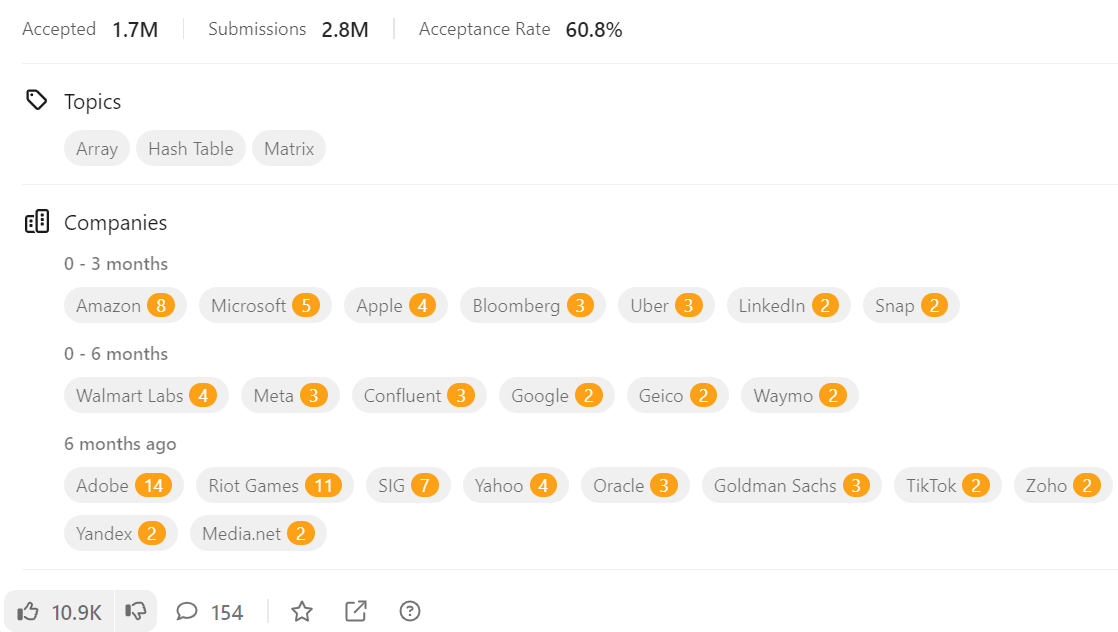 Accepted 1.7M Submissions 2.8M Acceptance Rate 60.8%
Topics
Array Hash Table Matrix
Companies
0 - 3 months
Amazon 8 Microsoft 5 Apple 4 Bloomberg 3 Uber 3 LinkedIn 2 Snap 2
0 - 6 months
Walmart Labs 4 Meta 3 Confluent 3 Google 2 Geico 2 Waymo 2
6 months ago
Adobe 14 Riot Games 11 SIG 7 Yahoo 4 Oracle 3 Goldman Sachs 3 TikTok 2 Zoho 2
Yandex 2 Media.net 2
10.9K 154